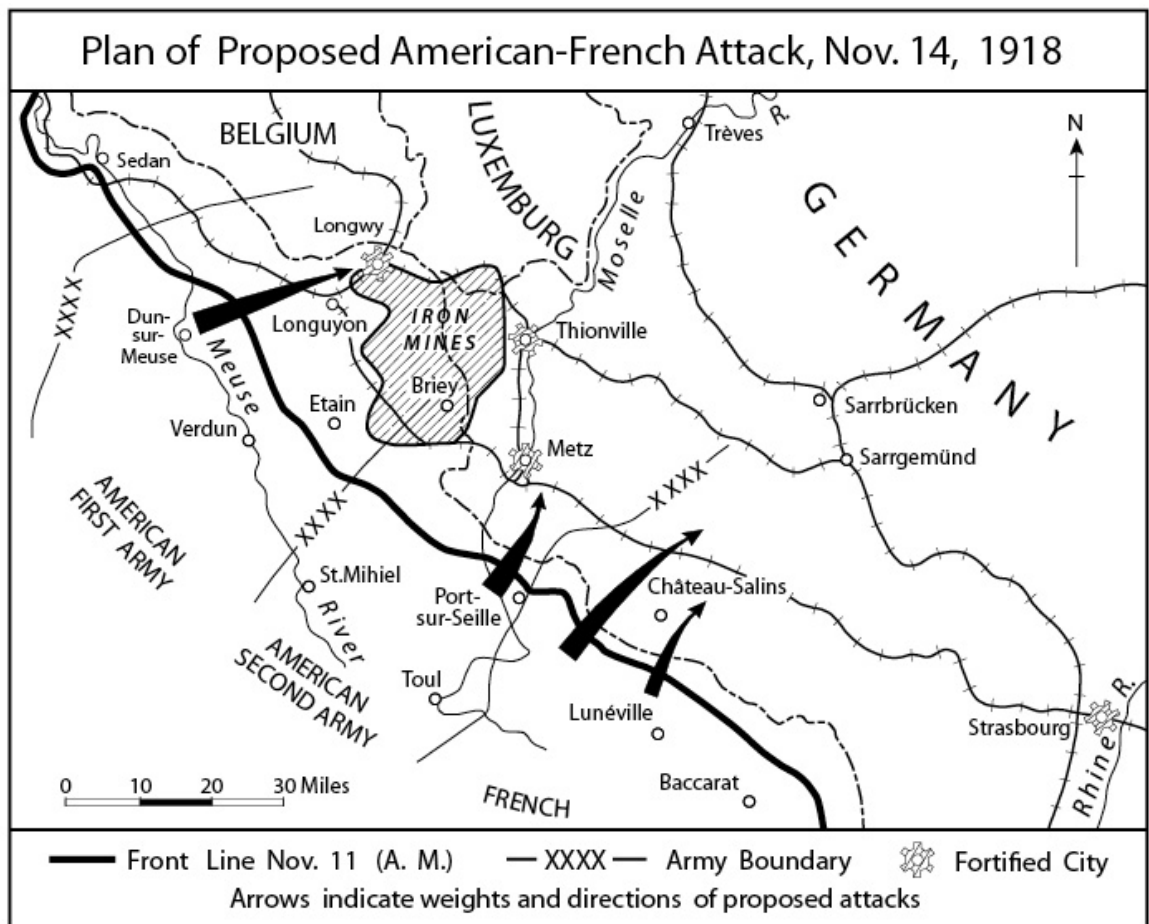 Plan of Proposed American-French Attack, Nov. 14, 1918
BELGIUM
LUXEMBURG
Trèves
R.
N
Sedan
GERMANY
Moselle
Longwy
XXXX
Dun-
sur-
Meuse
Longuyon
IRON
MINES
Thionville
Meuse
Briey
Etain
Sarrbrücken
Verdun
Metz
Sarrgemünd
XXXX
XXXX
AMERICAN
FIRST ARMY
St.Mihiel
River
Port-
sur-Seille
Château-Salins
AMERICAN
SECOND ARMY
Toul
Lunéville
R.
Strasbourg
Rhine
Baccarat
0 10 20 30 Miles
FRENCH
Front Line Nov. 11 (A. M.)
XXXX
Army Boundary
Fortified City
Arrows indicate weights and directions of proposed attacks